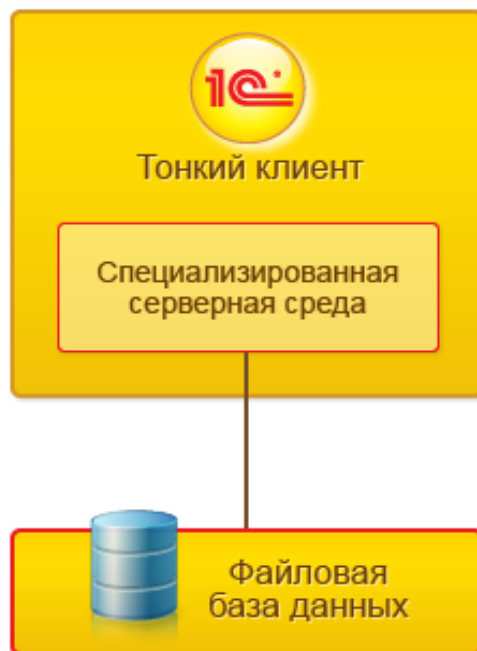 1С
Тонкий клиент
Специализированная
серверная среда
Файловая
база данных